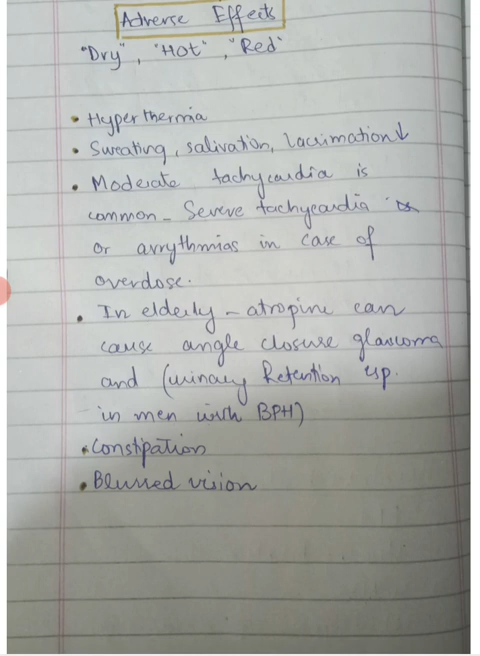 Adverse Effects
"Dry", "Hot", "Red"
• Hyperthermia
• Sweating, salivation, lacrimation↓
• Moderate tachycardia is
common - Severe tachycardia
or arrythmias in case of
overdose.
• In elderly - atropine can
cause angle closure glaucoma
and (urinary Retention esp.
in men with BPH)
• Constipation
• Blurred vision